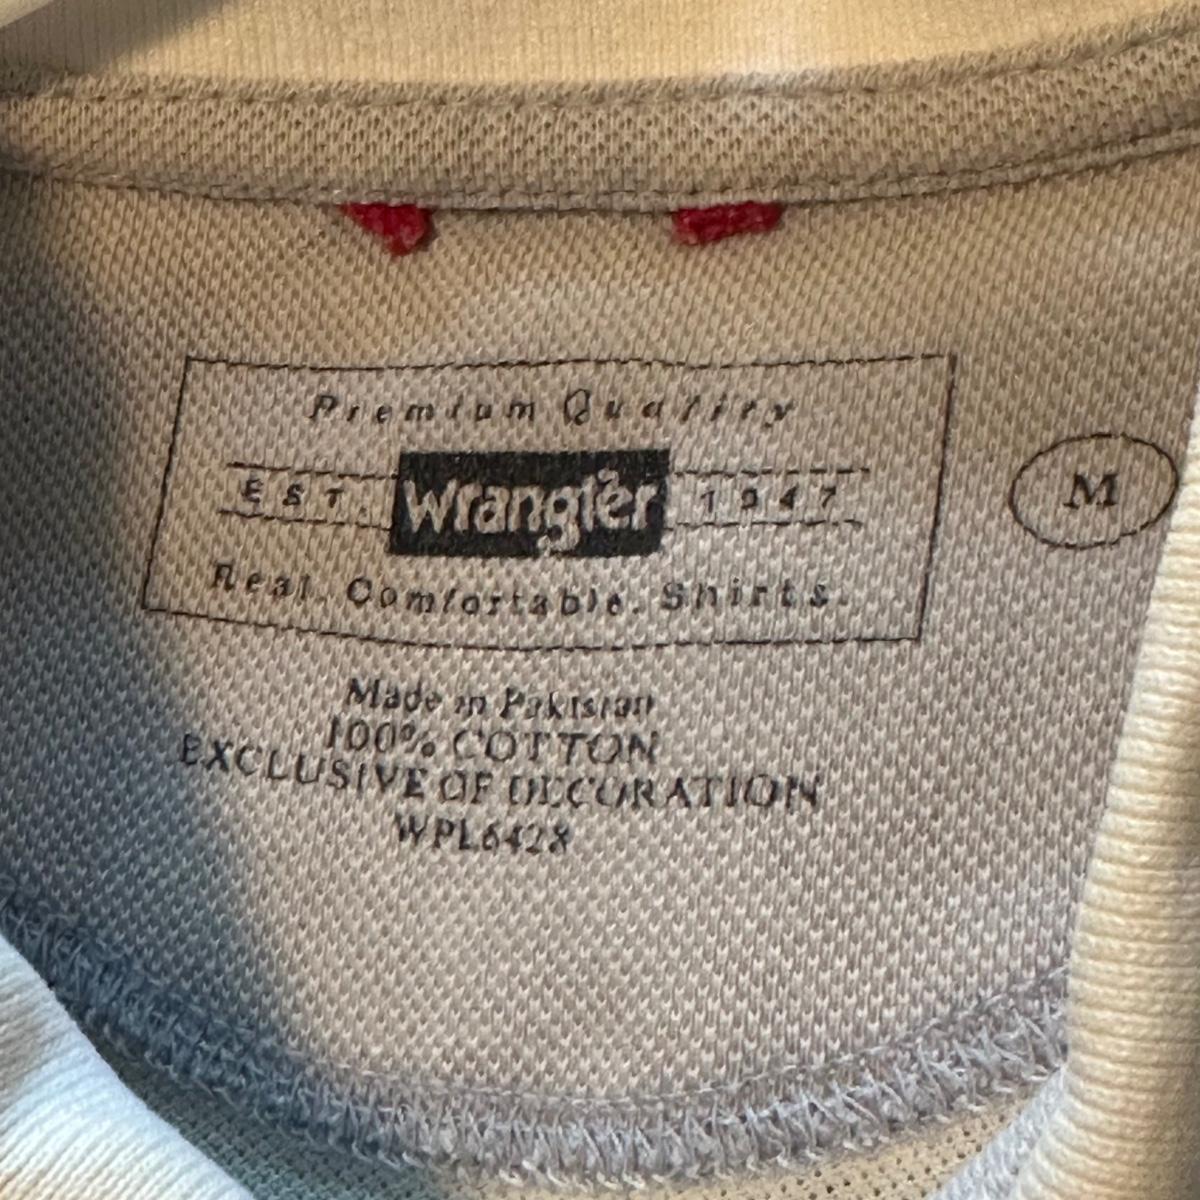 Premium Quality
EST. Wrangler 1947
M
Real. Comfortable. Shirts.
Made in Pakistan
100% COTTON
EXCLUSIVE OF DECORATION
WPL6428